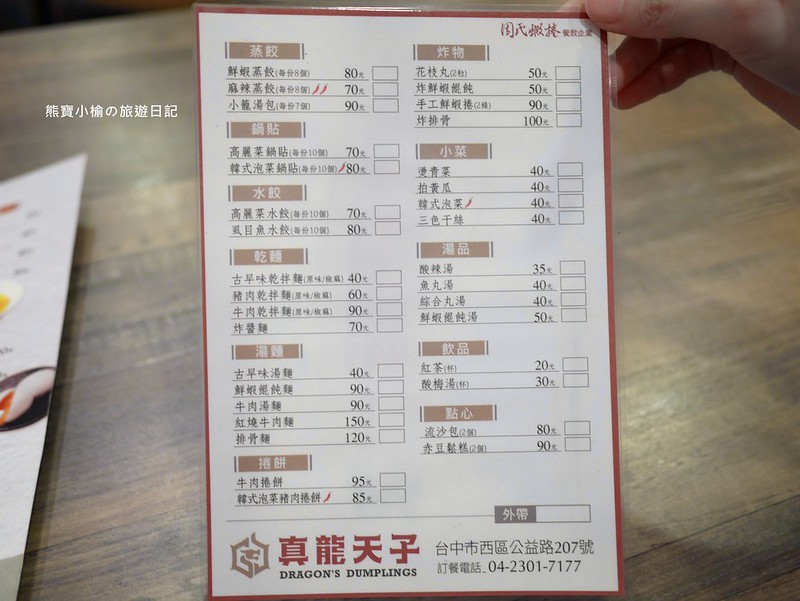 熊寶小榆の旅遊日記
周氏蝦捲 餐飲企業
蒸餃
鮮蝦蒸餃(每份8個) 80元
麻辣蒸餃(每份8個) 70元
小籠湯包(每份7個) 90元
鍋貼
高麗菜鍋貼(每份10個) 70元
韓式泡菜鍋貼(每份10個) 80元
水餃
高麗菜水餃(每份10個) 70元
虱目魚水餃(每份10個) 80元
乾麵
古早味乾拌麵(原味/椒麻) 40元
豬肉乾拌麵(原味/椒麻) 60元
牛肉乾拌麵(原味/椒麻) 90元
炸醬麵 70元
湯麵
古早味湯麵 40元
鮮蝦餛飩麵 90元
牛肉湯麵 90元
紅燒牛肉麵 150元
排骨麵 120元
捲餅
牛肉捲餅 95元
韓式泡菜豬肉捲餅 85元
炸物
花枝丸(2粒) 50元
炸鮮蝦餛飩 50元
手工鮮蝦捲(2條) 90元
炸排骨 100元
小菜
燙青菜 40元
拍黃瓜 40元
韓式泡菜 40元
三色干絲 40元
湯品
酸辣湯 35元
魚丸湯 40元
綜合丸湯 40元
鮮蝦餛飩湯 50元
飲品
紅茶(杯) 20元
酸梅湯(杯) 30元
點心
流沙包(2個) 80元
赤豆鬆糕(2個) 90元
外帶
真龍天子
DRAGON'S DUMPLINGS
台中市西區公益路207號
訂餐電話_04-2301-7177